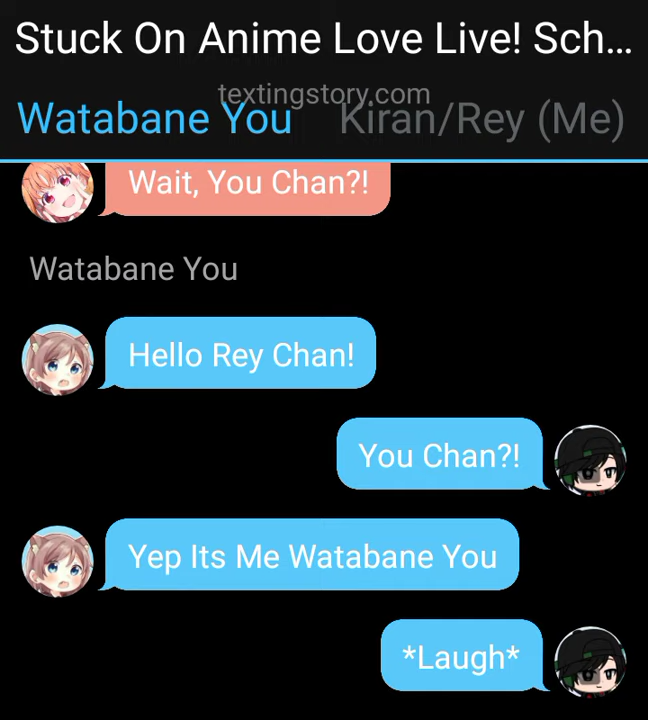 Stuck On Anime Love Live! Sch...
textingstory.com
Watabane You Kiran/Rey (Me)
Wait, You Chan?!
Watabane You
Hello Rey Chan!
You Chan?!
Yep Its Me Watabane You
*Laugh*